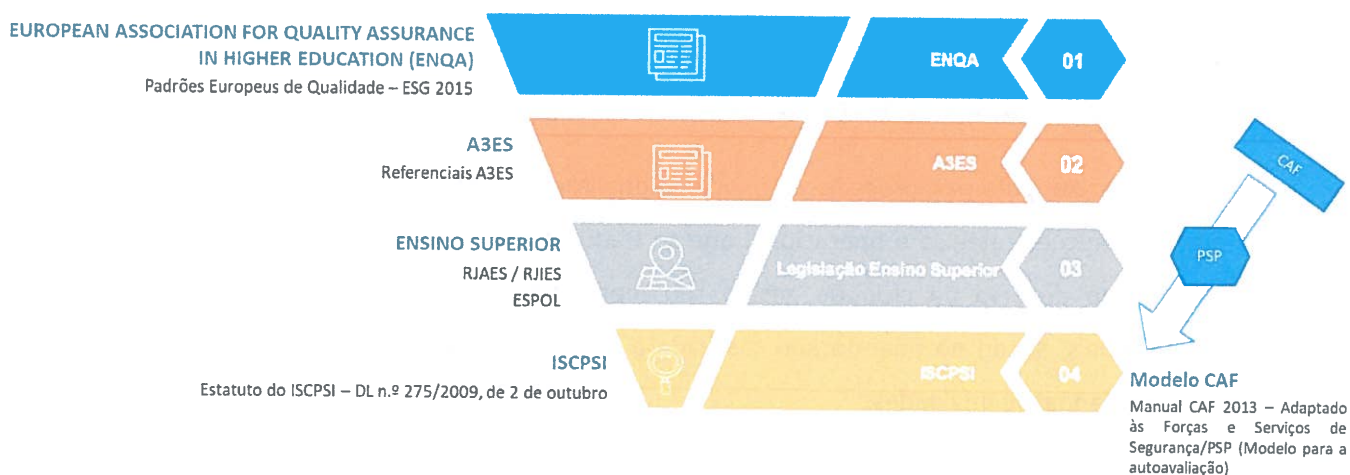 EUROPEAN ASSOCIATION FOR QUALITY ASSURANCE
IN HIGHER EDUCATION (ENQA)
Padrões Europeus de Qualidade – ESG 2015
ENQA
01
A3ES
Referenciais A3ES
A3ES
02
CAF
ENSINO SUPERIOR
RJAES / RJIES
ESPOL
Legislação Ensino Superior
03
PSP
ISCPSI
Estatuto do ISCPSI – DL n.º 275/2009, de 2 de outubro
ISCPSI
04
Modelo CAF
Manual CAF 2013 – Adaptado
às Forças e Serviços de
Segurança/PSP (Modelo para a
autoavaliação)